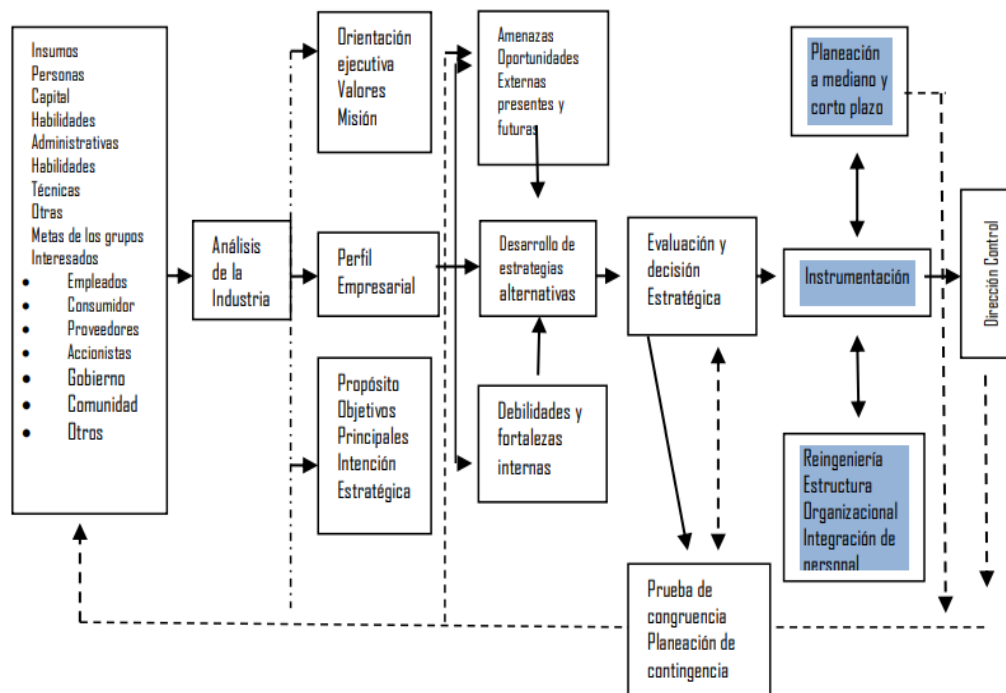 Insumos
Personas
Capital
Habilidades
Administrativas
Habilidades
Técnicas
Otras
Metas de los grupos
Interesados
• Empleados
• Consumidor
• Proveedores
• Accionistas
• Gobierno
• Comunidad
• Otros
Análisis
de la
Industria
Orientación
ejecutiva
Valores
Misión
Perfil
Empresarial
Propósito
Objetivos
Principales
Intención
Estratégica
Amenazas
Oportunidades
Externas
presentes y
futuras
Desarrollo de
estrategias
alternativas
Debilidades y
fortalezas
internas
Evaluación y
decisión
Estratégica
Prueba de
congruencia
Planeación de
contingencia
Planeación
a mediano y
corto plazo
Instrumentación
Reingeniería
Estructura
Organizacional
Integración de
personal
Dirección Control